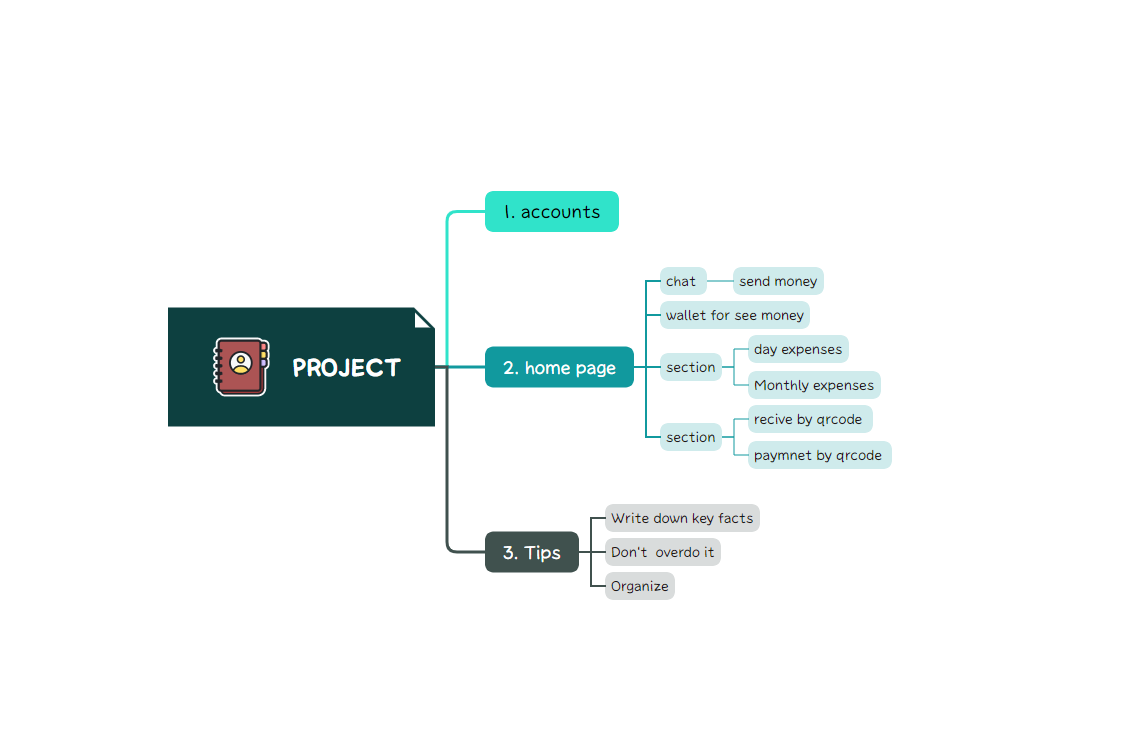 PROJECT
1. accounts
2. home page
chat
send money
wallet for see money
section
day expenses
Monthly expenses
section
recive by qrcode
paymnet by qrcode
3. Tips
Write down key facts
Don't overdo it
Organize